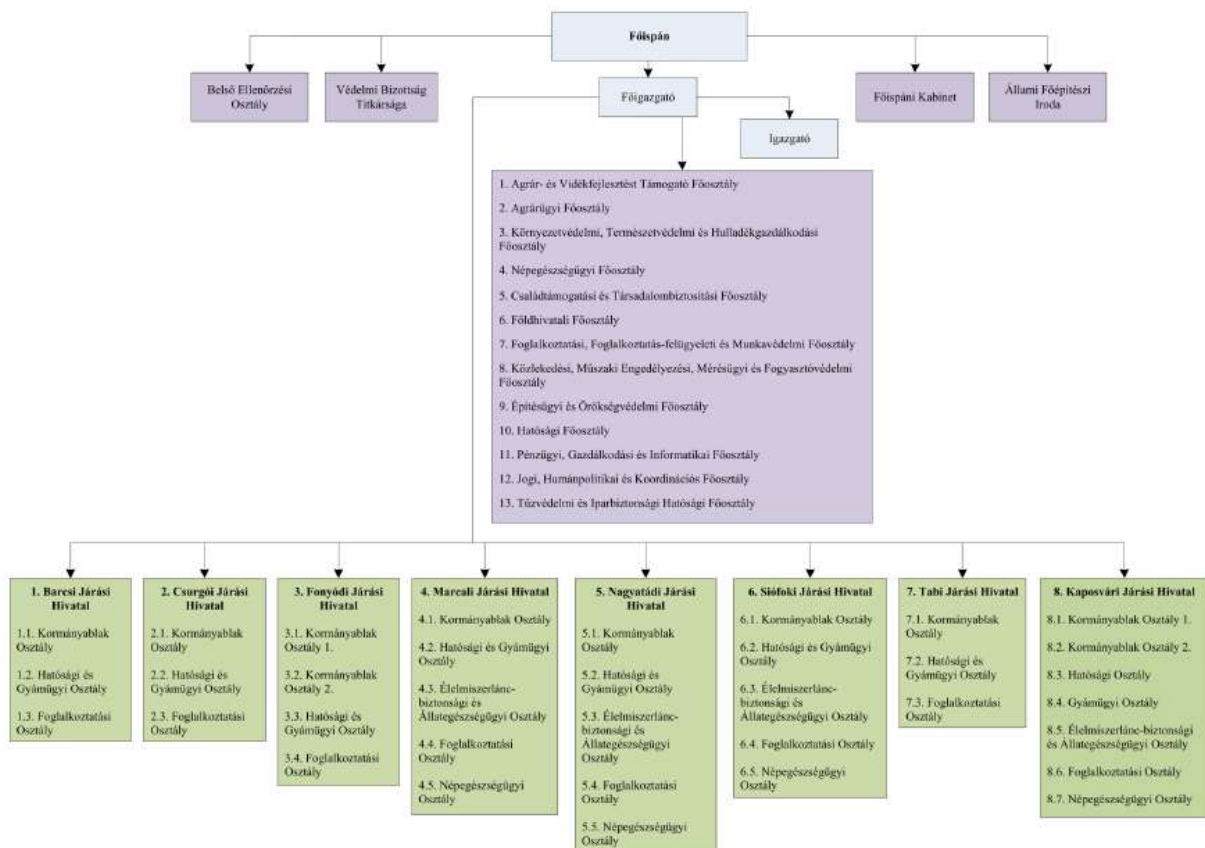 Főispán
Belső Ellenőrzési
Osztály
Védelmi Bizottság
Titkársága
Főigazgató
Főispáni Kabinet
Állami Főépítészi
Iroda
Igazgató
1. Agrár- és Vidékfejlesztést Támogató Főosztály
2. Agrárügyi Főosztály
3. Környezetvédelmi, Természetvédelmi és Hulladékgazdálkodási
Főosztály
4. Népegészségügyi Főosztály
5. Családtámogatási és Társadalombiztosítási Főosztály
6. Földhivatali Főosztály
7. Foglalkoztatási, Foglalkoztatás-felügyeleti és Munkavédelmi Főosztály
8. Közlekedési, Műszaki Engedélyezési, Mérésügyi és Fogyasztóvédelmi
Főosztály
9. Építésügyi és Örökségvédelmi Főosztály
10. Hatósági Főosztály
11. Pénzügyi, Gazdálkodási és Informatikai Főosztály
12. Jogi, Humánpolitikai és Koordinációs Főosztály
13. Tűzvédelmi és Iparbiztonsági Hatósági Főosztály
1. Barcsi Járási
Hivatal
1.1. Kormányablak
Osztály
1.2. Hatósági és
Gyámügyi Osztály
1.3. Foglalkoztatási
Osztály
2. Csurgói Járási
Hivatal
2.1. Kormányablak
Osztály
2.2. Hatósági és
Gyámügyi Osztály
2.3. Foglalkoztatási
Osztály
3. Fonyódi Járási
Hivatal
3.1. Kormányablak
Osztály 1.
3.2. Kormányablak
Osztály 2.
3.3. Hatósági és
Gyámügyi Osztály
3.4. Foglalkoztatási
Osztály
4. Marcali Járási Hivatal
4.1. Kormányablak Osztály
4.2. Hatósági és Gyámügyi
Osztály
4.3. Élelmiszerlánc-
biztonsági és
Állategészségügyi Osztály
4.4. Foglalkoztatási
Osztály
4.5. Népegészségügyi
Osztály
5. Nagyatádi Járási
Hivatal
5.1. Kormányablak
Osztály
5.2. Hatósági és
Gyámügyi Osztály
5.3. Élelmiszerlánc-
biztonsági és
Állategészségügyi
Osztály
5.4. Foglalkoztatási
Osztály
5.5. Népegészségügyi
Osztály
6. Siófoki Járási Hivatal
6.1. Kormányablak Osztály
6.2. Hatósági és Gyámügyi
Osztály
6.3. Élelmiszerlánc-
biztonsági és
Állategészségügyi Osztály
6.4. Foglalkoztatási Osztály
6.5. Népegészségügyi
Osztály
7. Tabi Járási Hivatal
7.1. Kormányablak
Osztály
7.2. Hatósági és
Gyámügyi Osztály
7.3. Foglalkoztatási
Osztály
8. Kaposvári Járási Hivatal
8.1. Kormányablak Osztály 1.
8.2. Kormányablak Osztály 2.
8.3. Hatósági Osztály
8.4. Gyámügyi Osztály
8.5. Élelmiszerlánc-biztonsági
és Állategészségügyi Osztály
8.6. Foglalkoztatási Osztály
8.7. Népegészségügyi Osztály